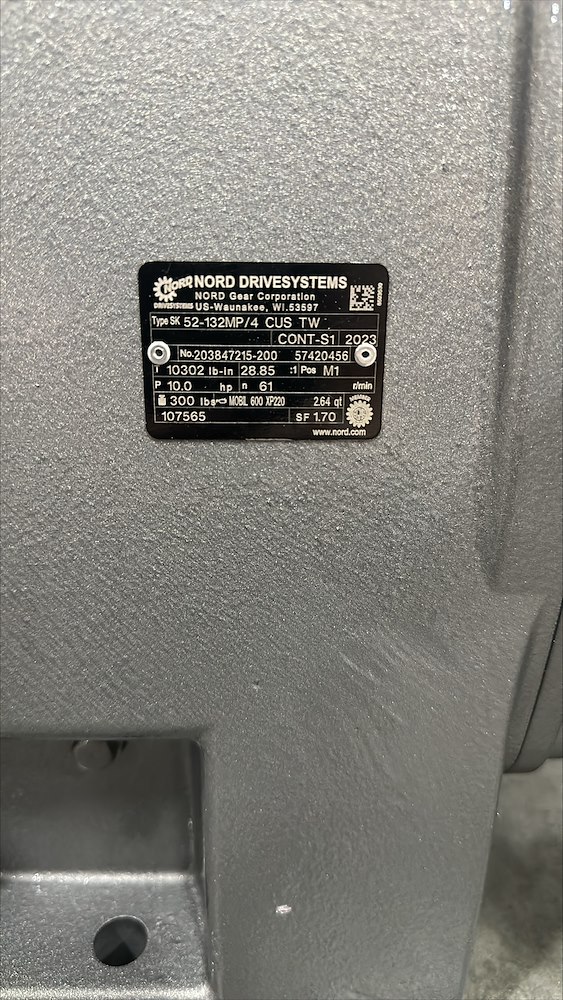 NORD DRIVESYSTEMS NORD DRIVESYSTEMS
NORD Gear Corporation
US-Waunakee, WI.53597
Type SK 52-132MP/4 CUS TW
CONT-S1 2023
No.203847215-200 57420456
10302 lb-in 28.85 :1 Pos M1
P 10.0 hp n 61 r/min
300 lbs MOBIL 600 XP220 2.64 qt
107565 SF 1.70
www.nord.com